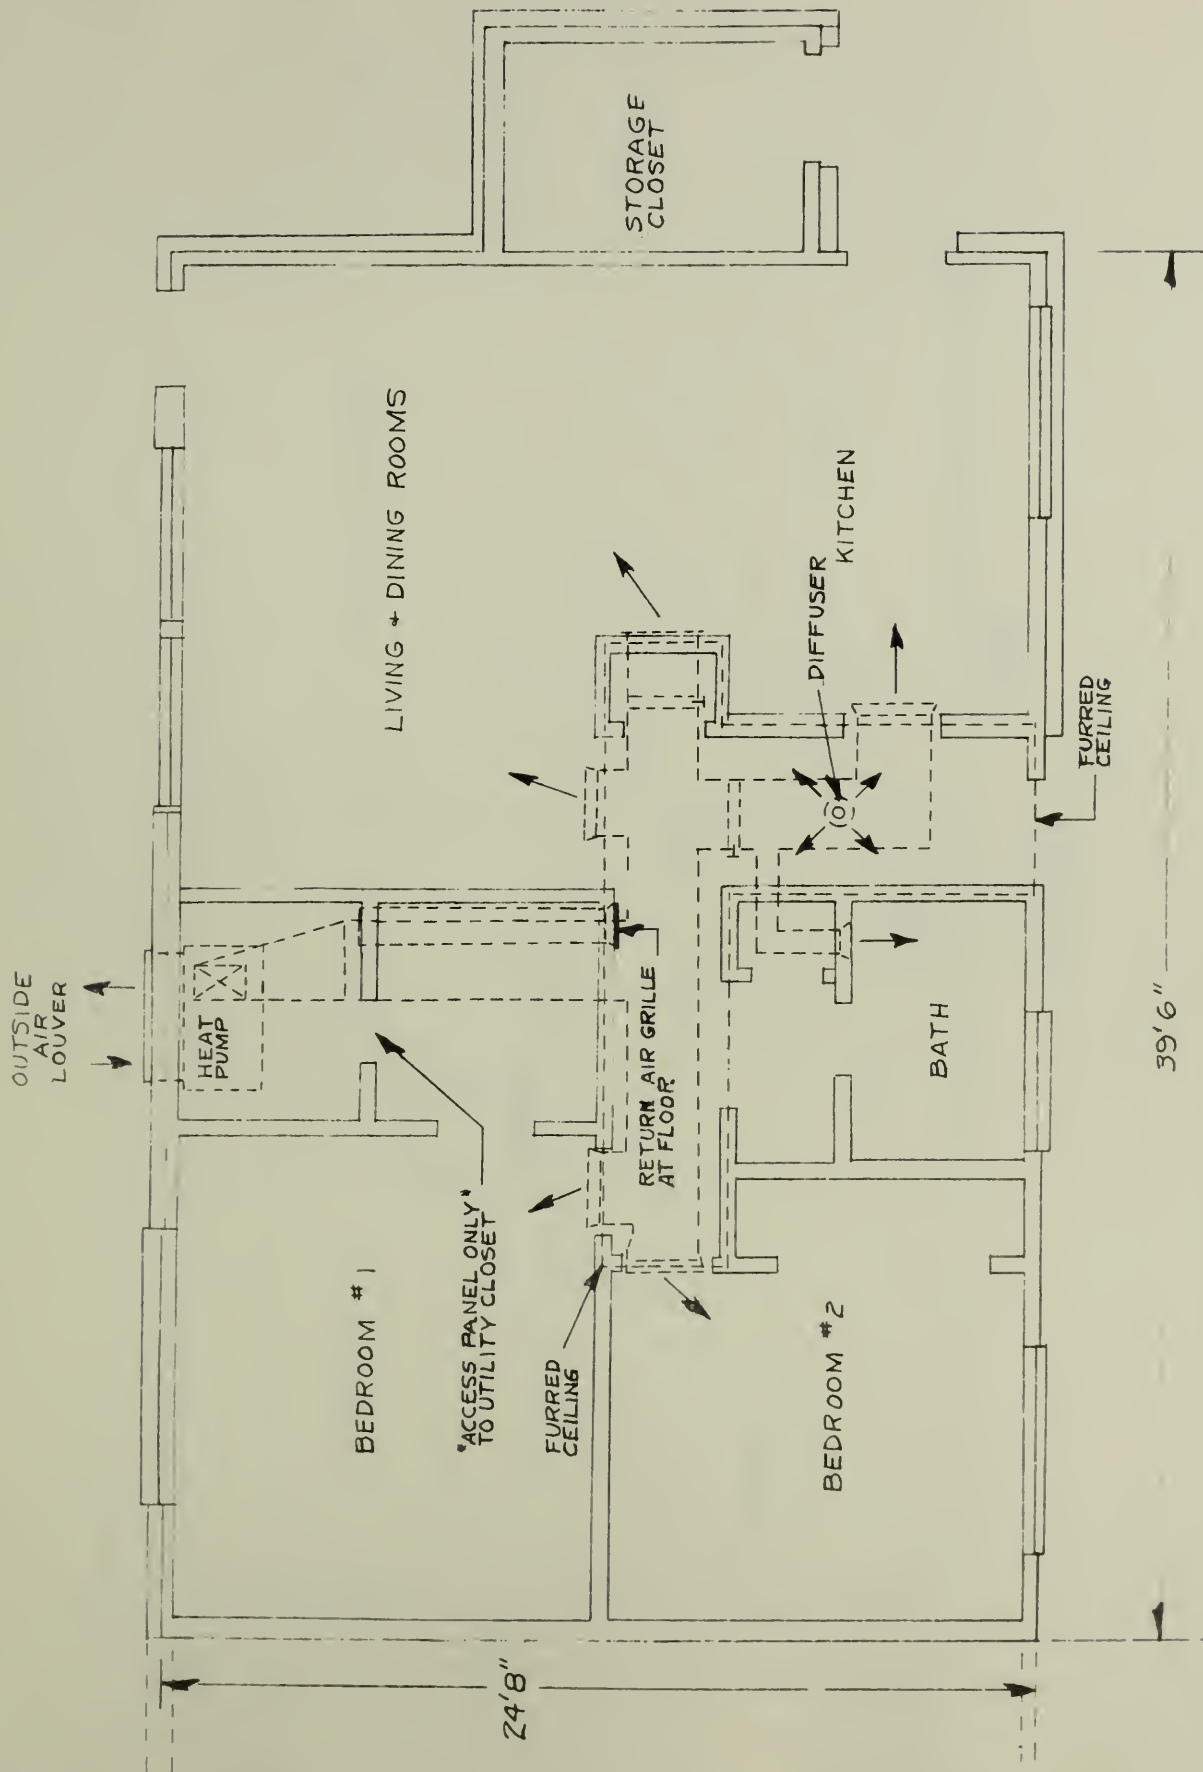 OUTSIDE
AIR
LOUVER
HEAT
PUMP
LIVING + DINING ROOMS
STORAGE
CLOSET
BEDROOM #1
"ACCESS PANEL ONLY"
TO UTILITY CLOSET
FURRED
CEILING
RETURN AIR GRILLE
AT FLOOR
DIFFUSER
KITCHEN
BEDROOM #2
BATH
FURRED
CEILING
24'8"
39'6"